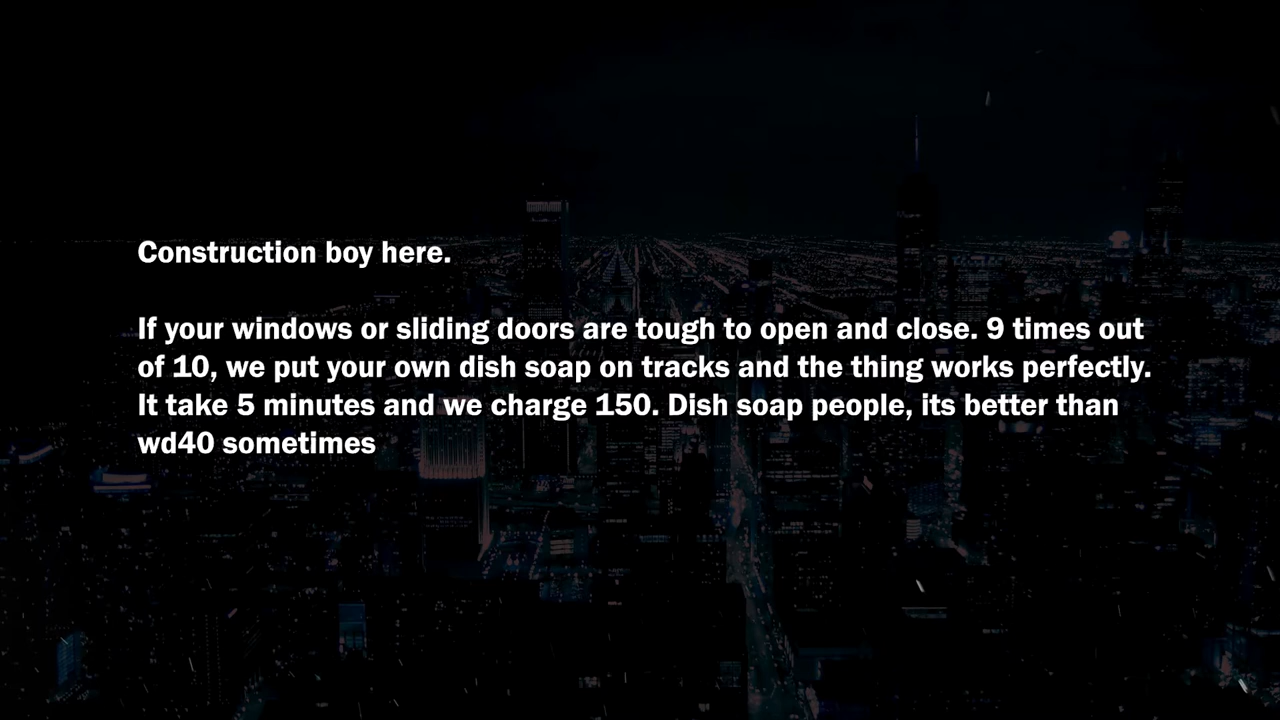 Construction boy here.
If your windows or sliding doors are tough to open and close. 9 times out
of 10, we put your own dish soap on tracks and the thing works perfectly.
It take 5 minutes and we charge 150. Dish soap people, its better than
wd40 sometimes